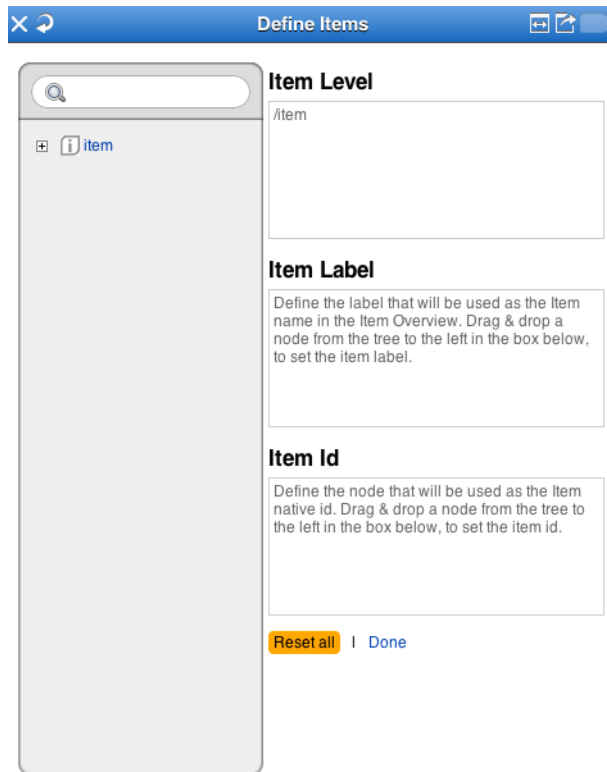 Define Items
item
Item Level
/item
Item Label
Define the label that will be used as the Item
name in the Item Overview. Drag & drop a
node from the tree to the left in the box below,
to set the item label.
Item Id
Define the node that will be used as the Item
native id. Drag & drop a node from the tree to
the left in the box below, to set the item id.
Reset all | Done